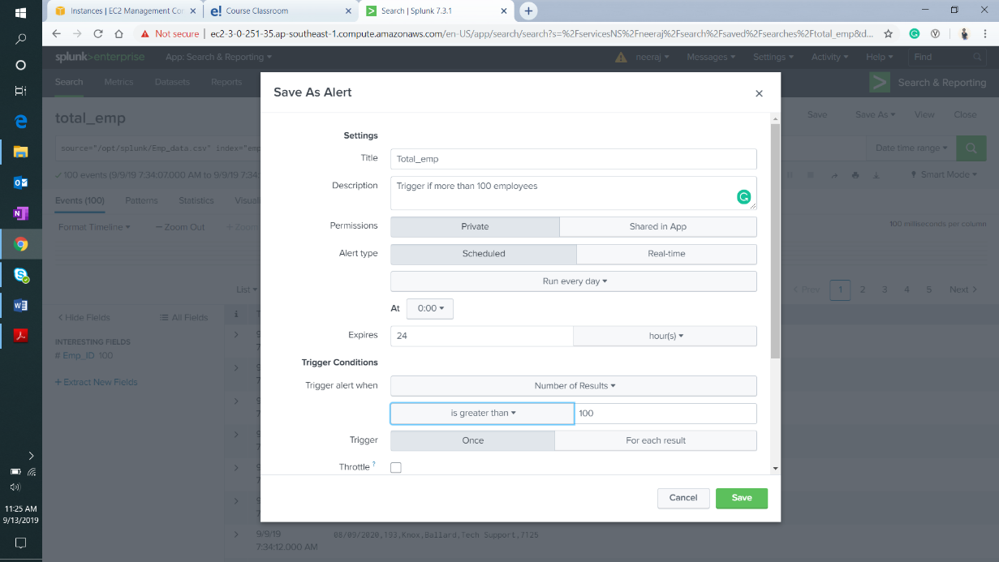 Instances | EC2 Management Co
Course Classroom
Search | Splunk 7.3.1
Not secure | ec2-3-0-251-35.ap-southeast-1.compute.amazonaws.com/en-US/app/search/search?s=%2FservicesNS%2Fneeraj%2Fsearch%2Fsaved%2Fsearches%2Ftotal_emp&d...
splunk>enterprise App: Search & Reporting neeraj Messages Settings Activity Help Find
Search Metrics Datasets Reports Search & Reporting
total_emp Save Save As View Close
source="/opt/splunk/Emp_data.csv" index="emp Date time range
100 events (9/9/19 7:34:07.000 AM to 9/9/19 7:34: Smart Mode
Events (100) Patterns Statistics Visuali
Format Timeline — Zoom Out + Zoom 100 milliseconds per column
List < Prev 1 2 3 4 5 Next >
< Hide Fields All Fields i T
INTERESTING FIELDS
# Emp_ID 100
+ Extract New Fields
Save As Alert
Settings
Title Total_emp
Description Trigger if more than 100 employees
Permissions Private Shared in App
Alert type Scheduled Real-time
Run every day
At 0:00
Expires 24 hour(s)
Trigger Conditions
Trigger alert when Number of Results
is greater than 100
Trigger Once For each result
Throttle ?
Cancel Save
9/9/19 08/09/2020,193,Knox,Ballard,Tech Support,7125
7:34:12.000 AM
11:25 AM
9/13/2019